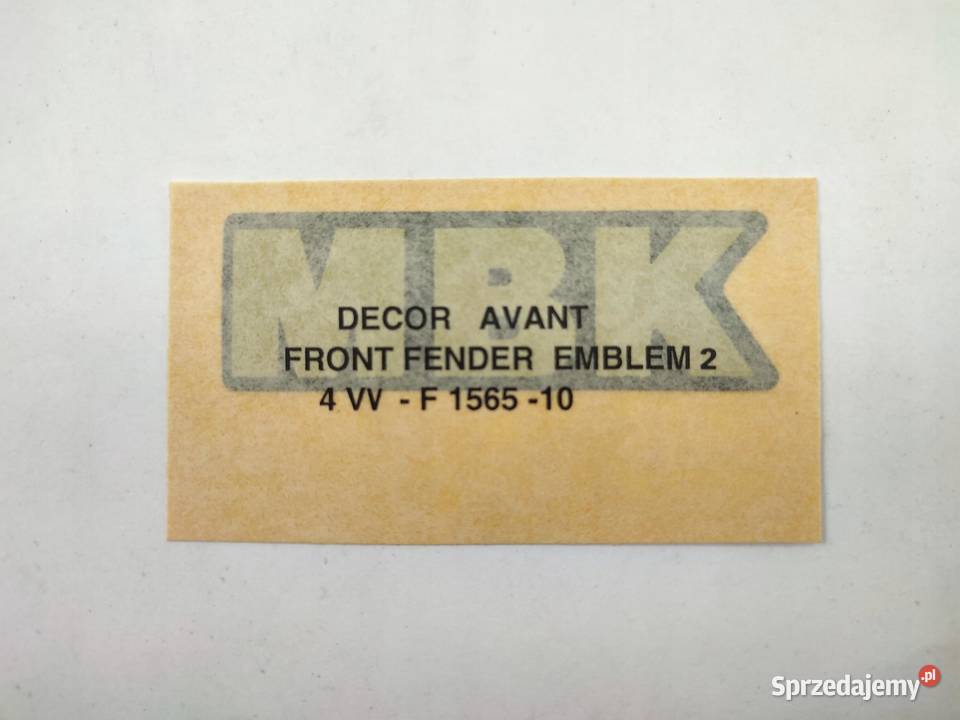 MBK
DECOR AVANT
FRONT FENDER EMBLEM 2
4 VV - F 1565 -10
Sprzedajemy.pl